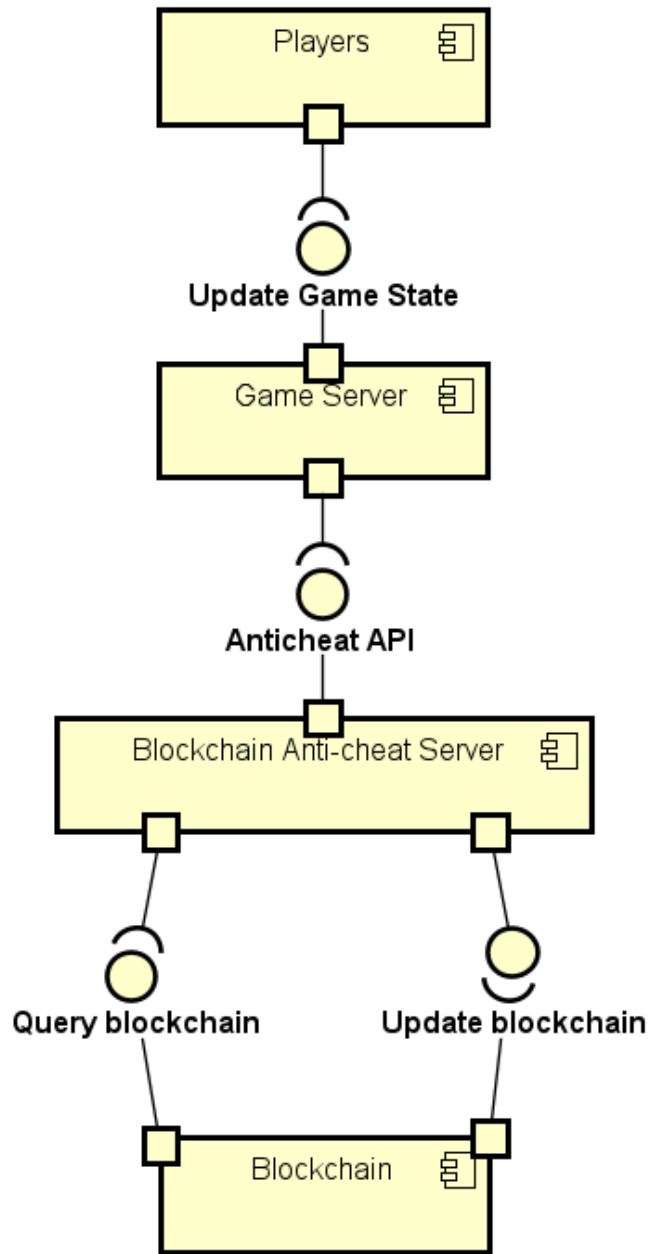 Players
Update Game State
Game Server
Anticheat API
Blockchain Anti-cheat Server
Query blockchain
Update blockchain
Blockchain